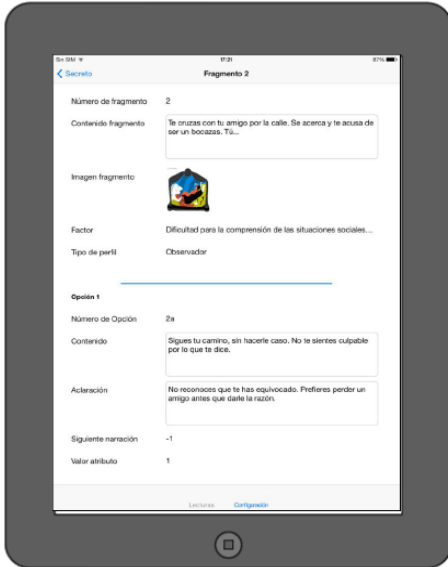 Sin SIM 17:31 87%
Secreto Fragmento 2
Número de fragmento 2
Contenido fragmento Te cruzas con tu amigo por la calle. Se acerca y te acusa de
ser un bocazas. Tú...
Imagen fragmento
Factor Dificultad para la comprensión de las situaciones sociales...
Tipo de perfil Observador
Opción 1
Número de Opción 2a
Contenido Sigues tu camino, sin hacerle caso. No te sientes culpable
por lo que te dice.
Aclaración No reconoces que te has equivocado. Prefieres perder un
amigo antes que darle la razón.
Siguiente narración -1
Valor atributo 1
Lecturas Configuración